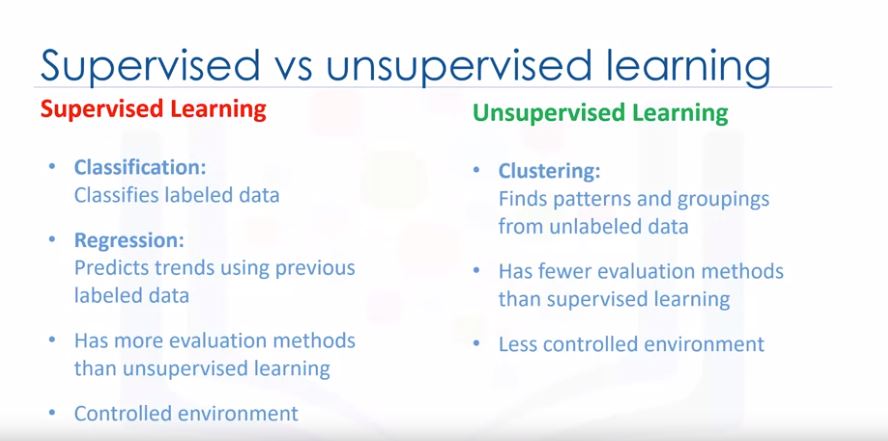 Supervised vs unsupervised learning
Supervised Learning
• Classification:
Classifies labeled data
• Regression:
Predicts trends using previous
labeled data
• Has more evaluation methods
than unsupervised learning
• Controlled environment
Unsupervised Learning
• Clustering:
Finds patterns and groupings
from unlabeled data
• Has fewer evaluation methods
than supervised learning
• Less controlled environment